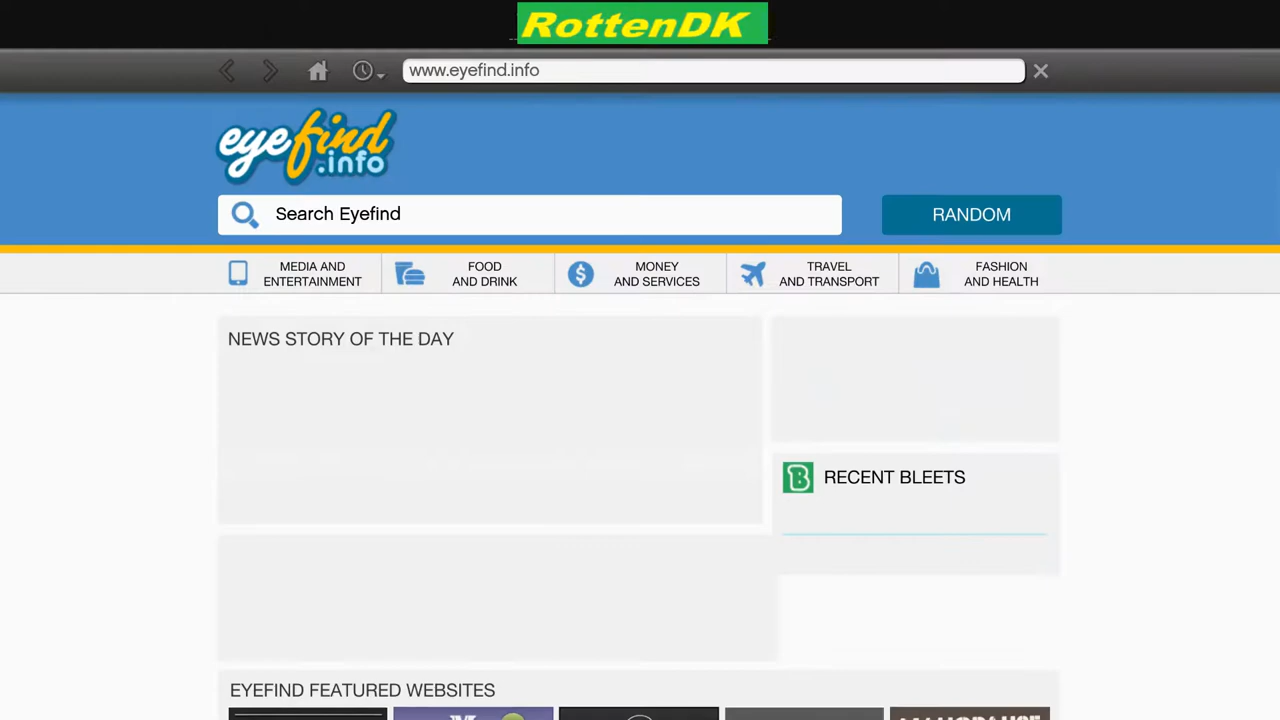 RottenDK
www.eyefind.info
eyefind
.info
Search Eyefind
RANDOM
MEDIA AND
ENTERTAINMENT
FOOD
AND DRINK
MONEY
AND SERVICES
TRAVEL
AND TRANSPORT
FASHION
AND HEALTH
NEWS STORY OF THE DAY
B RECENT BLEETS
EYEFIND FEATURED WEBSITES